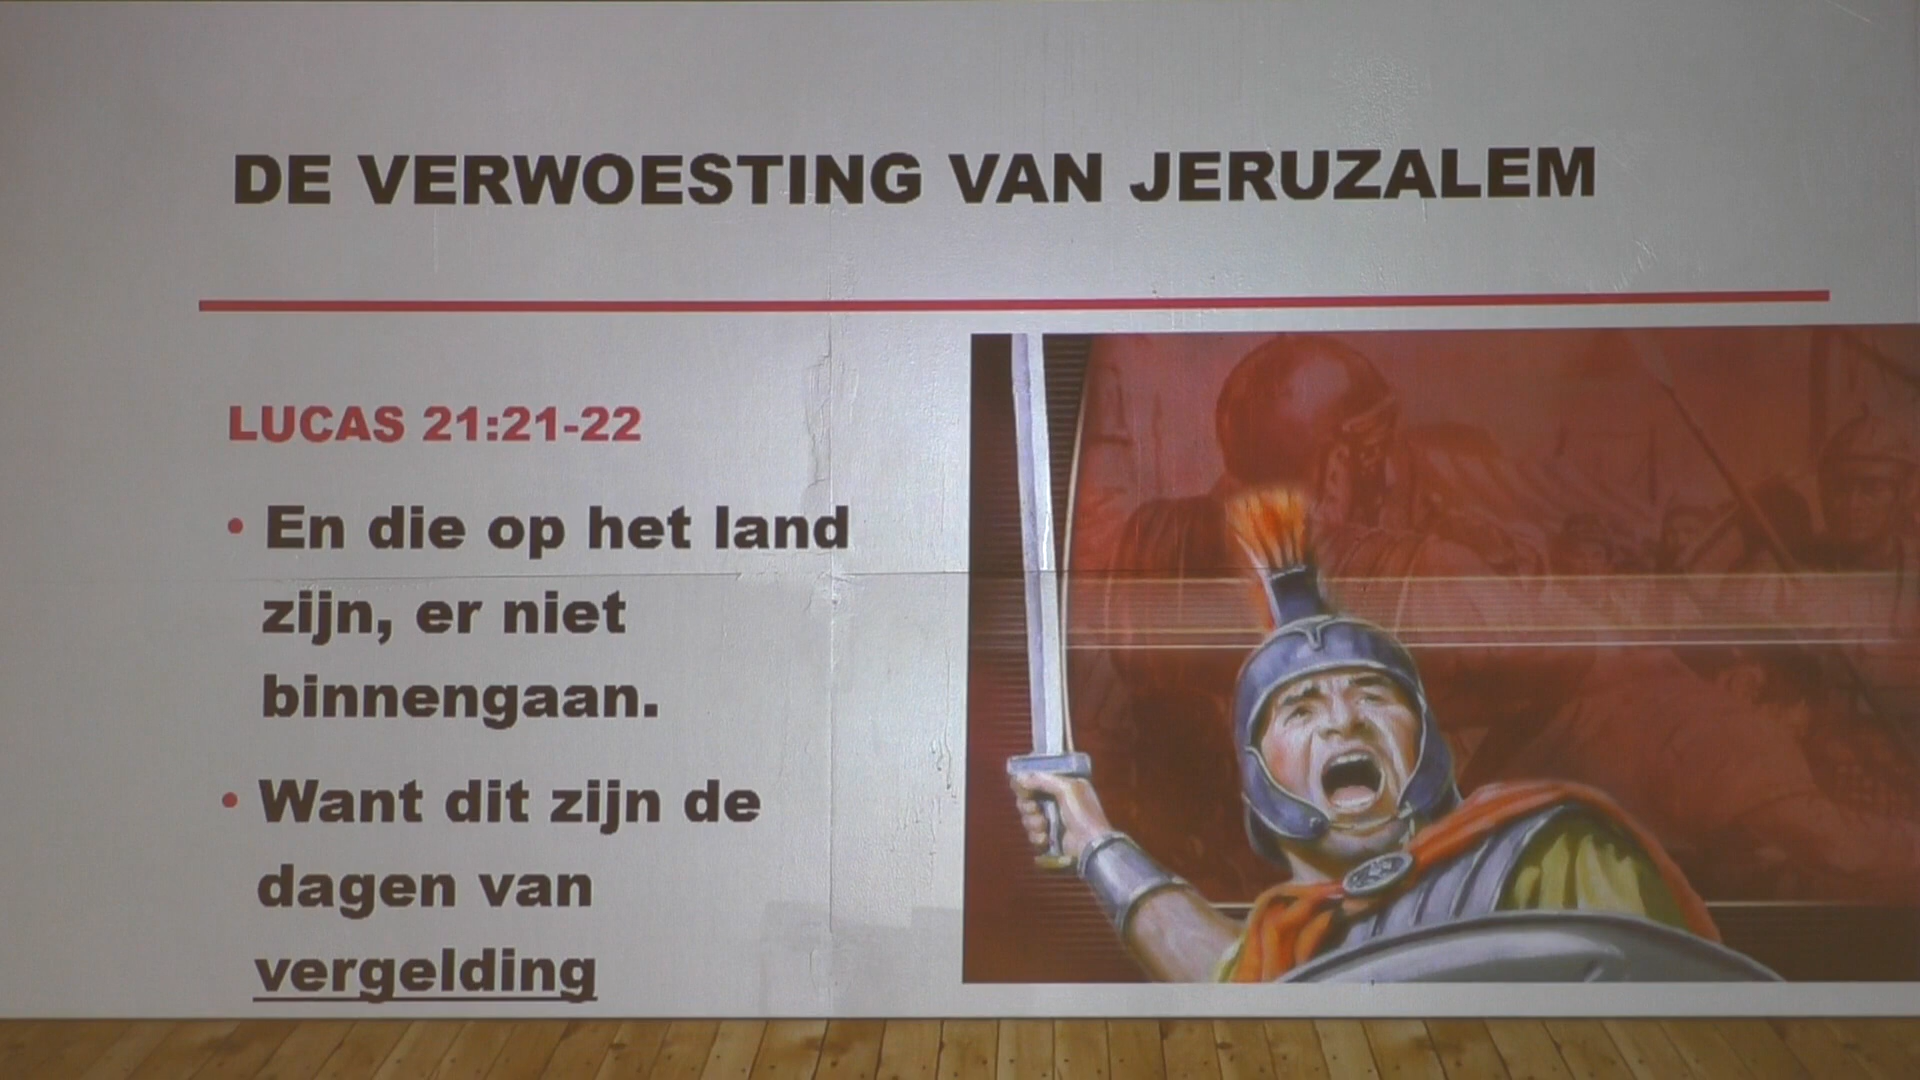 DE VERWOESTING VAN JERUZALEM
LUCAS 21:21-22
• En die op het land
zijn, er niet
binnengaan.
• Want dit zijn de
dagen van
vergelding